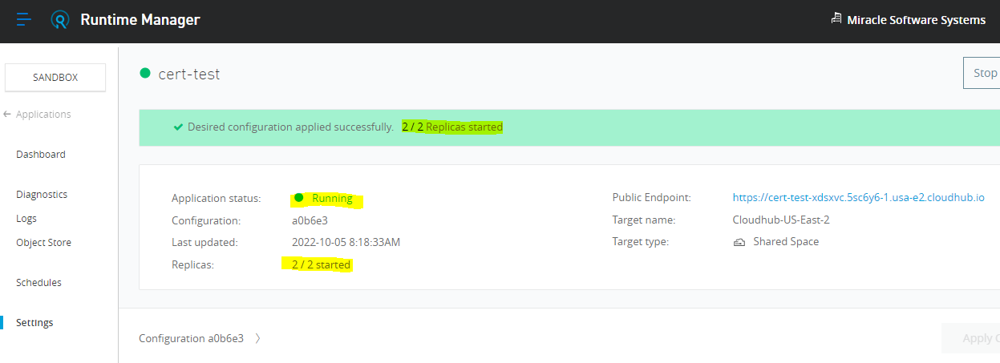 Runtime Manager
Miracle Software Systems
SANDBOX
Applications
Dashboard
Diagnostics
Logs
Object Store
Schedules
Settings
cert-test
Stop
Desired configuration applied successfully. 2 / 2 Replicas started
Application status: Running
Configuration: a0b6e3
Last updated: 2022-10-05 8:18:33AM
Replicas: 2 / 2 started
Public Endpoint: https://cert-test-xdsxvc.5sc6y6-1.usa-e2.cloudhub.io
Target name: Cloudhub-US-East-2
Target type: Shared Space
Configuration a0b6e3
Apply